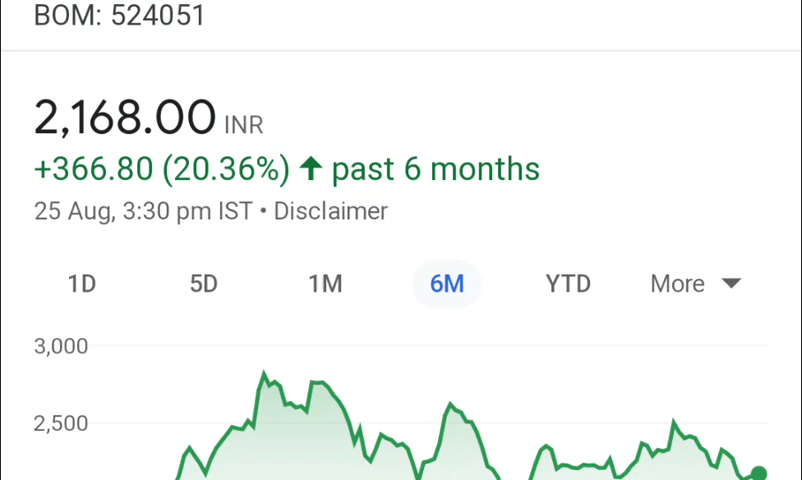 BOM: 524051
2,168.00 INR
+366.80 (20.36%) ↑ past 6 months
25 Aug, 3:30 pm IST • Disclaimer
1D 5D 1M 6M YTD More
3,000
2,500